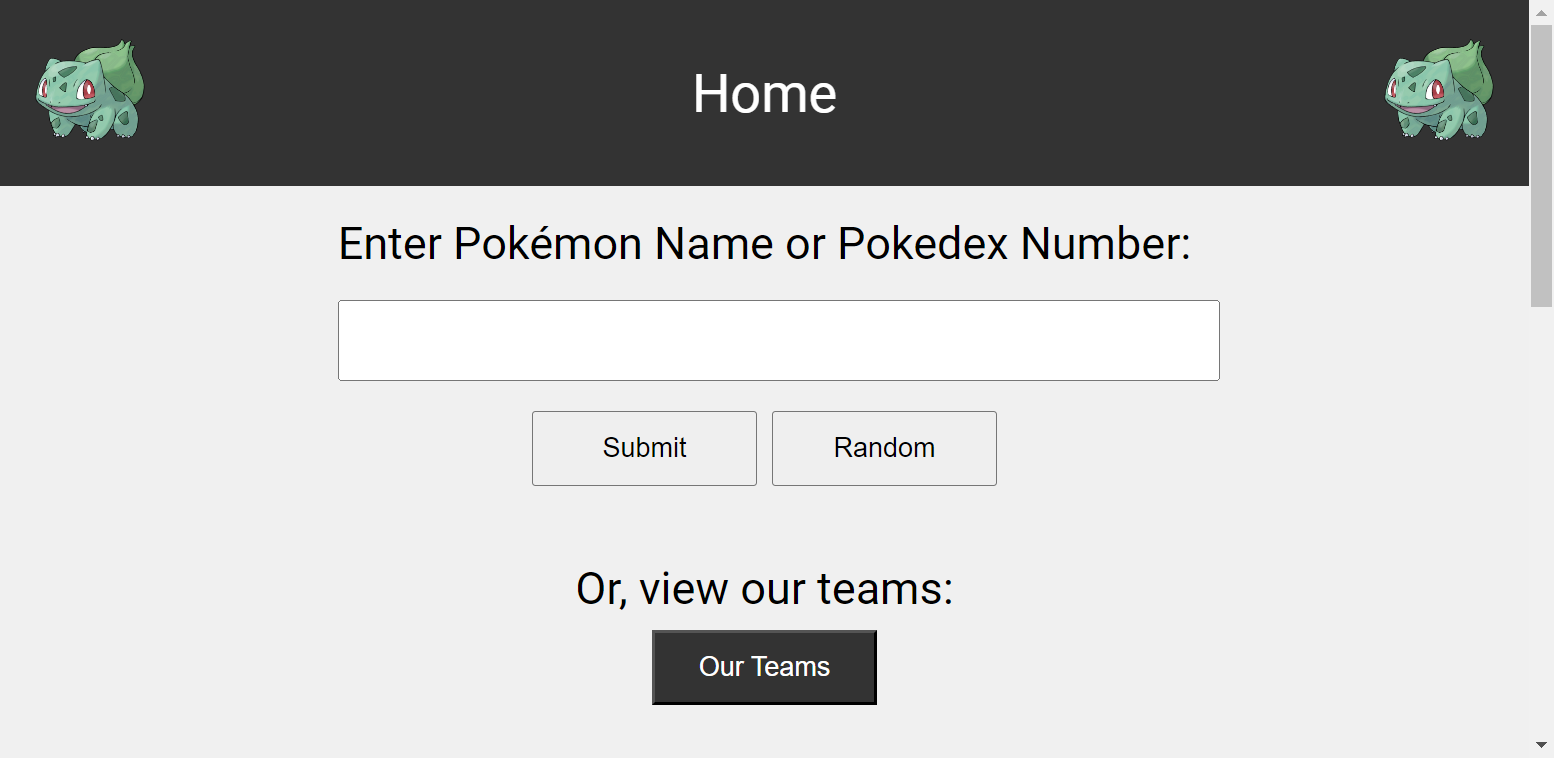 Home
Enter Pokémon Name or Pokedex Number:
Submit Random
Or, view our teams:
Our Teams